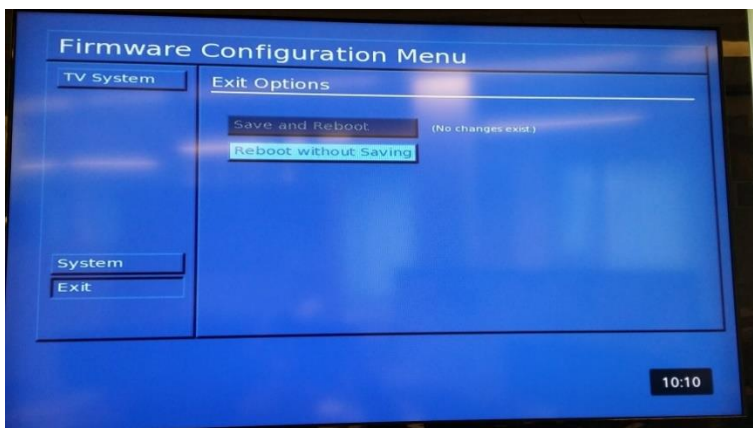 Firmware Configuration Menu
TV System
Exit Options
Save and Reboot (No changes exist)
Reboot without Saving
System
Exit
10:10